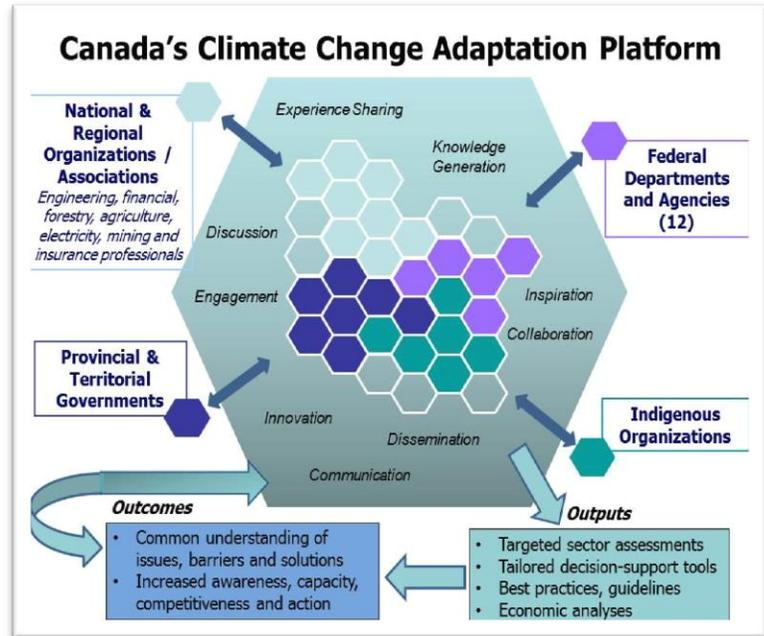 Canada's Climate Change Adaptation Platform
National &
Regional
Organizations /
Associations
Engineering, financial,
forestry, agriculture,
electricity, mining and
insurance professionals
Experience Sharing
Knowledge
Generation
Federal
Departments
and Agencies
(12)
Discussion
Engagement
Inspiration
Collaboration
Provincial &
Territorial
Governments
Innovation
Dissemination
Communication
Indigenous
Organizations
Outcomes
• Common understanding of
issues, barriers and solutions
• Increased awareness, capacity,
competitiveness and action
Outputs
• Targeted sector assessments
• Tailored decision-support tools
• Best practices, guidelines
• Economic analyses